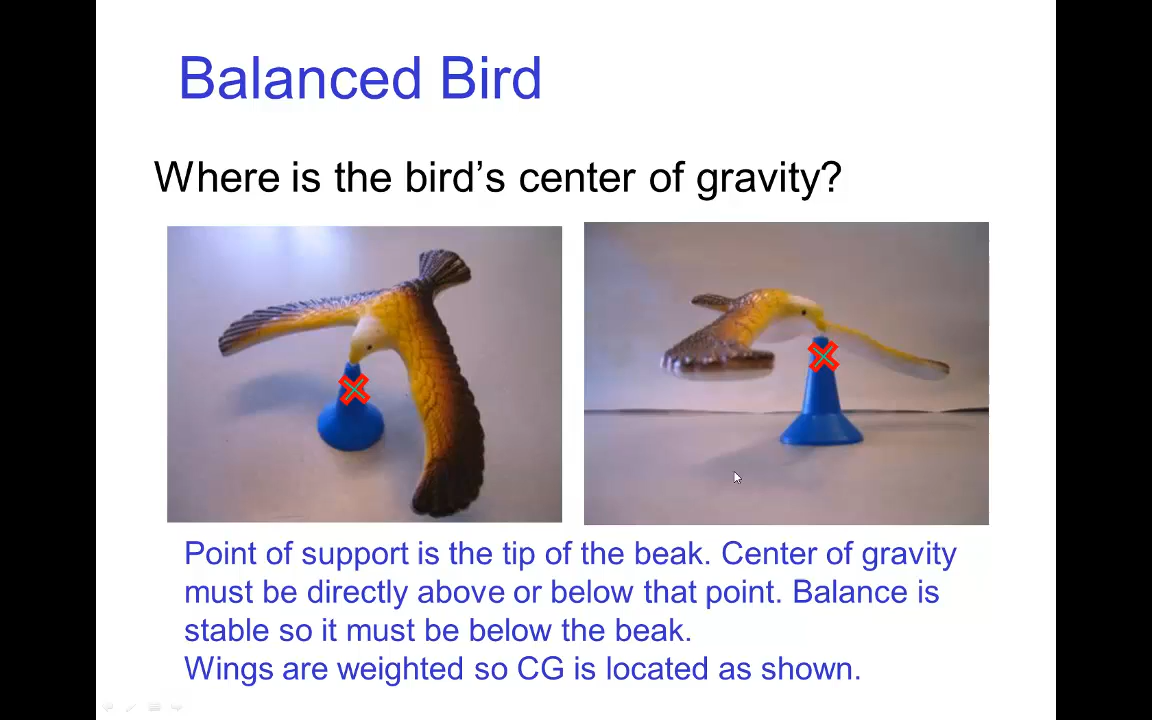 Balanced Bird
Where is the bird’s center of gravity?
Point of support is the tip of the beak. Center of gravity
must be directly above or below that point. Balance is
stable so it must be below the beak.
Wings are weighted so CG is located as shown.